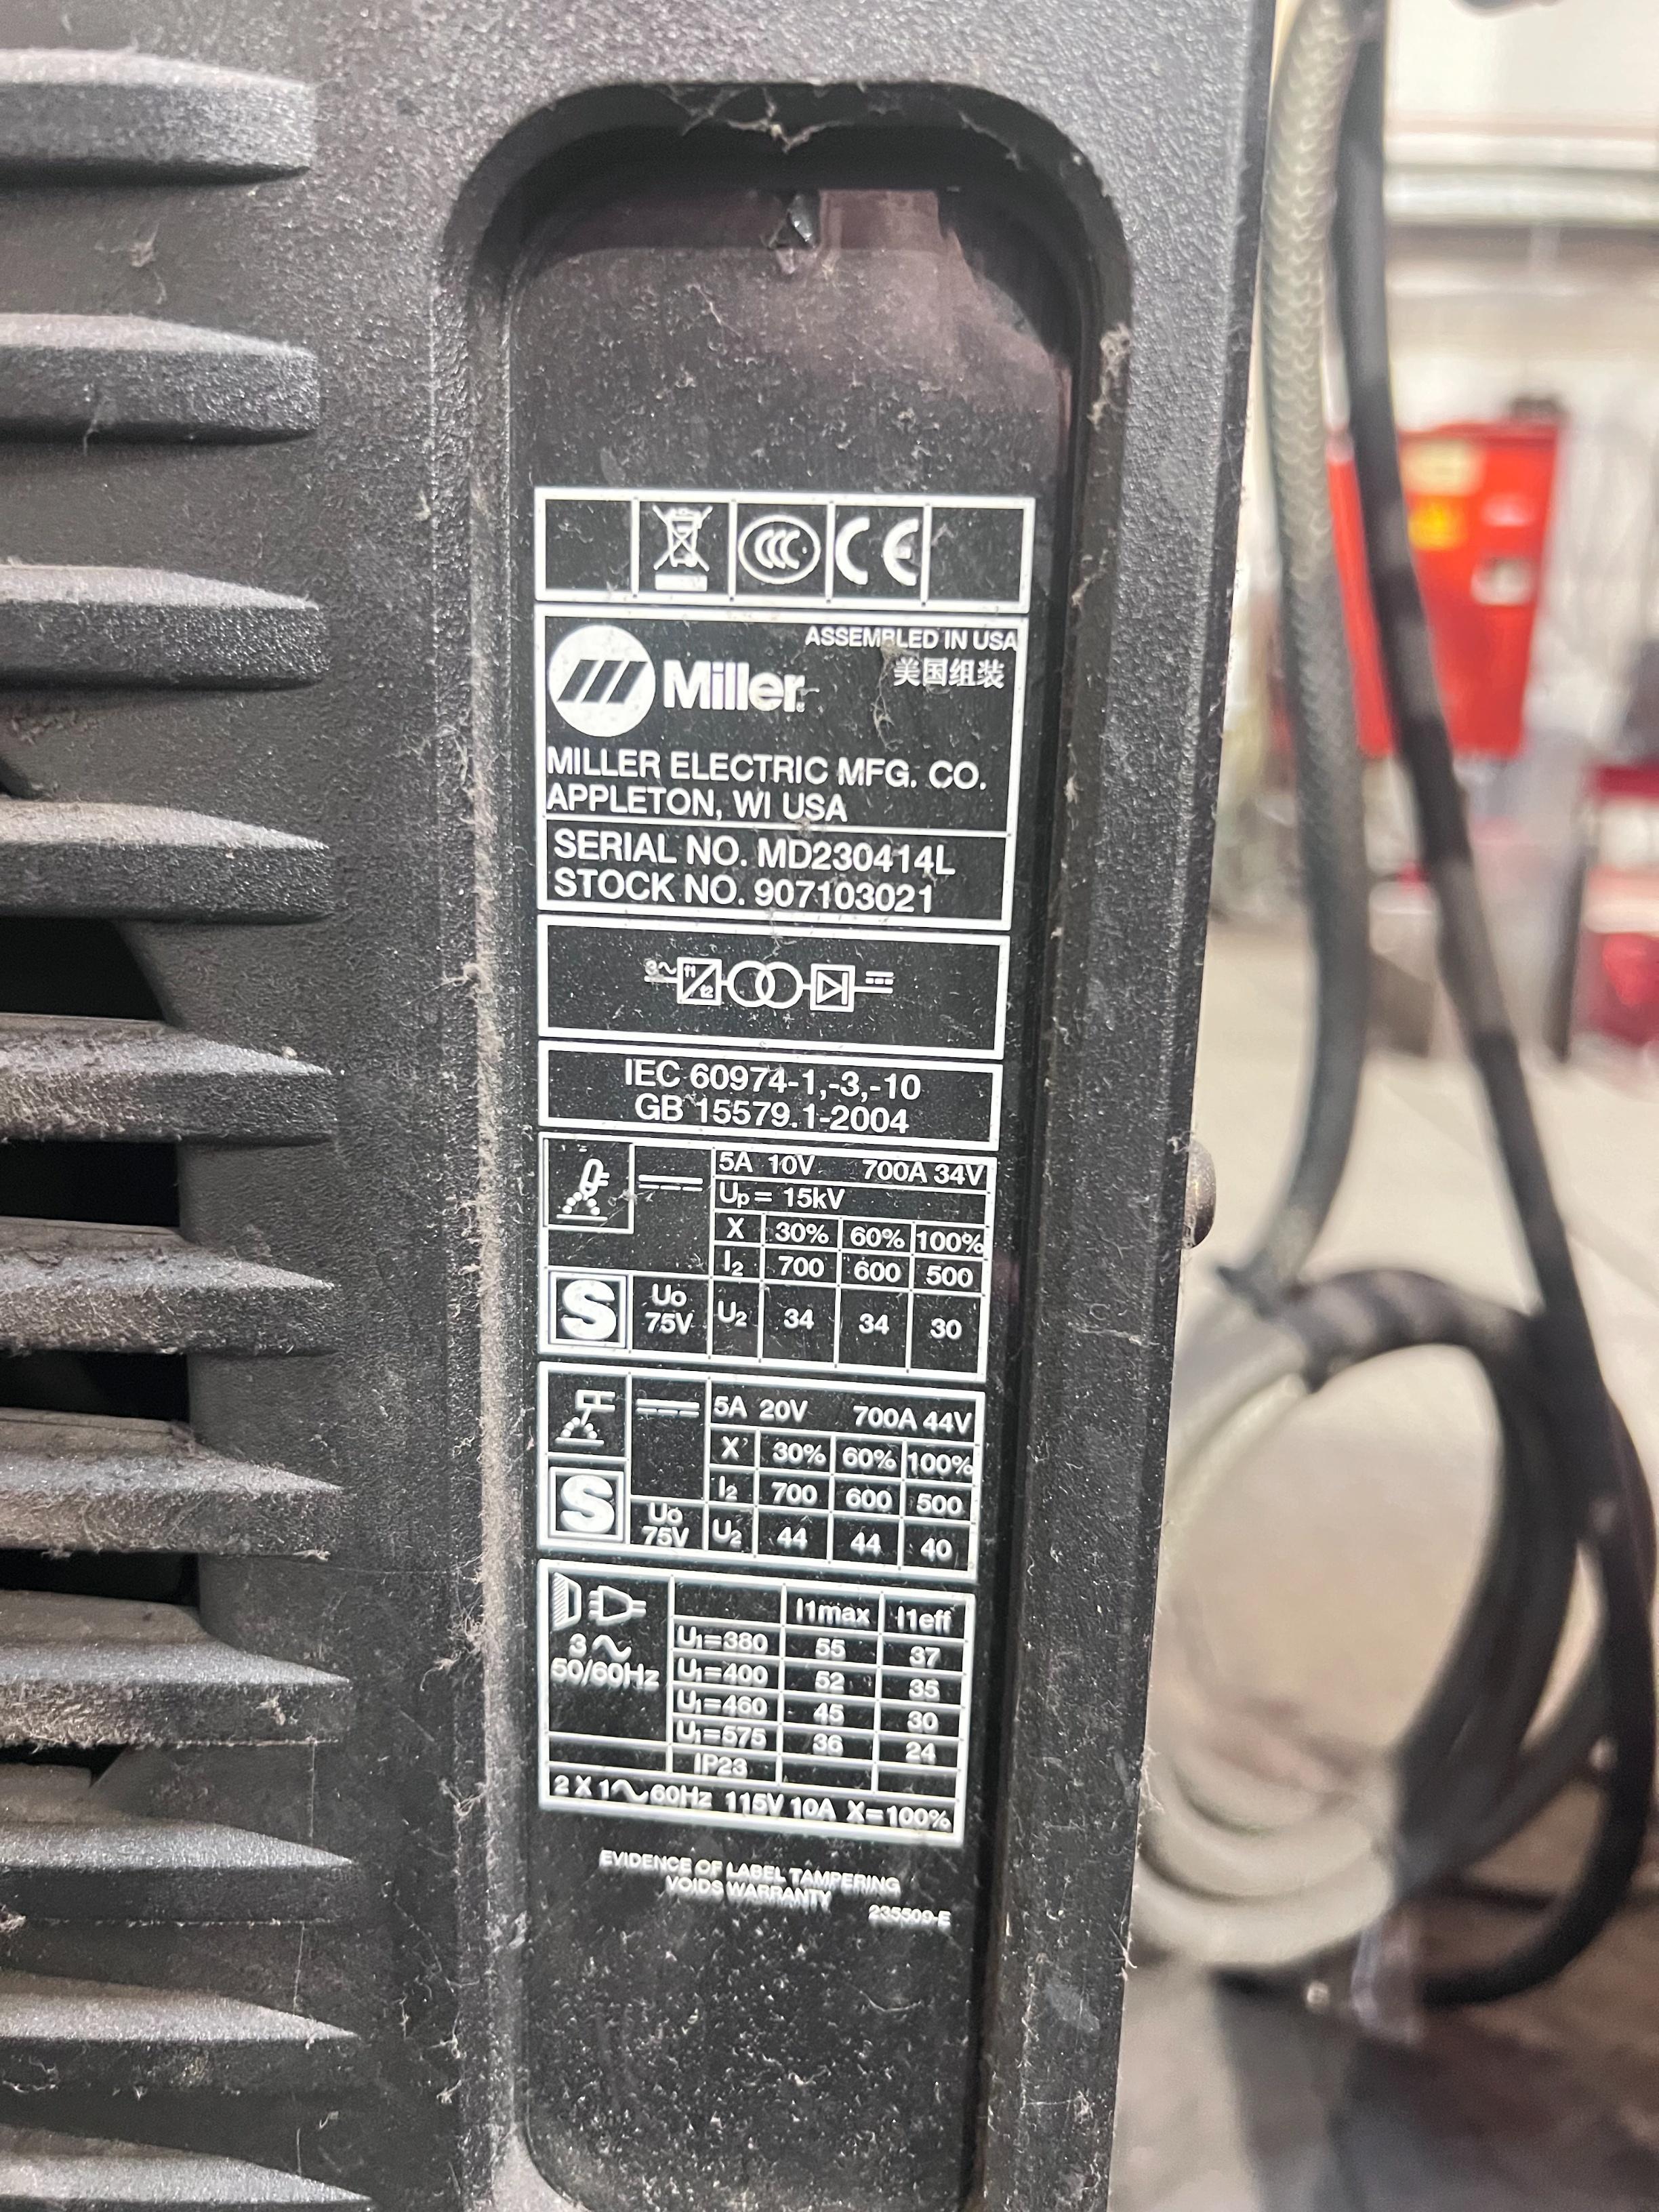 CE
ASSEMBLED IN USA
美国组装
Miller
MILLER ELECTRIC MFG. CO.
APPLETON, WI USA
SERIAL NO. MD230414L
STOCK NO. 907103021
3~ f1 f2
IEC 60974-1,-3,-10
GB 15579.1-2004
5A 10V 700A 34V
Up = 15kV
X 30% 60% 100%
I2 700 600 500
S Uo 75V U2 34 34 30
5A 20V 700A 44V
X 30% 60% 100%
I2 700 600 500
S Uo 75V U2 44 44 40
I1max I1eff
3~ 50/60Hz
U1=380 55 37
U1=400 52 35
U1=460 45 30
U1=575 36 24
IP23
2 X 1~60Hz 115V 10A X=100%
EVIDENCE OF LABEL TAMPERING
VOIDS WARRANTY
235509-E